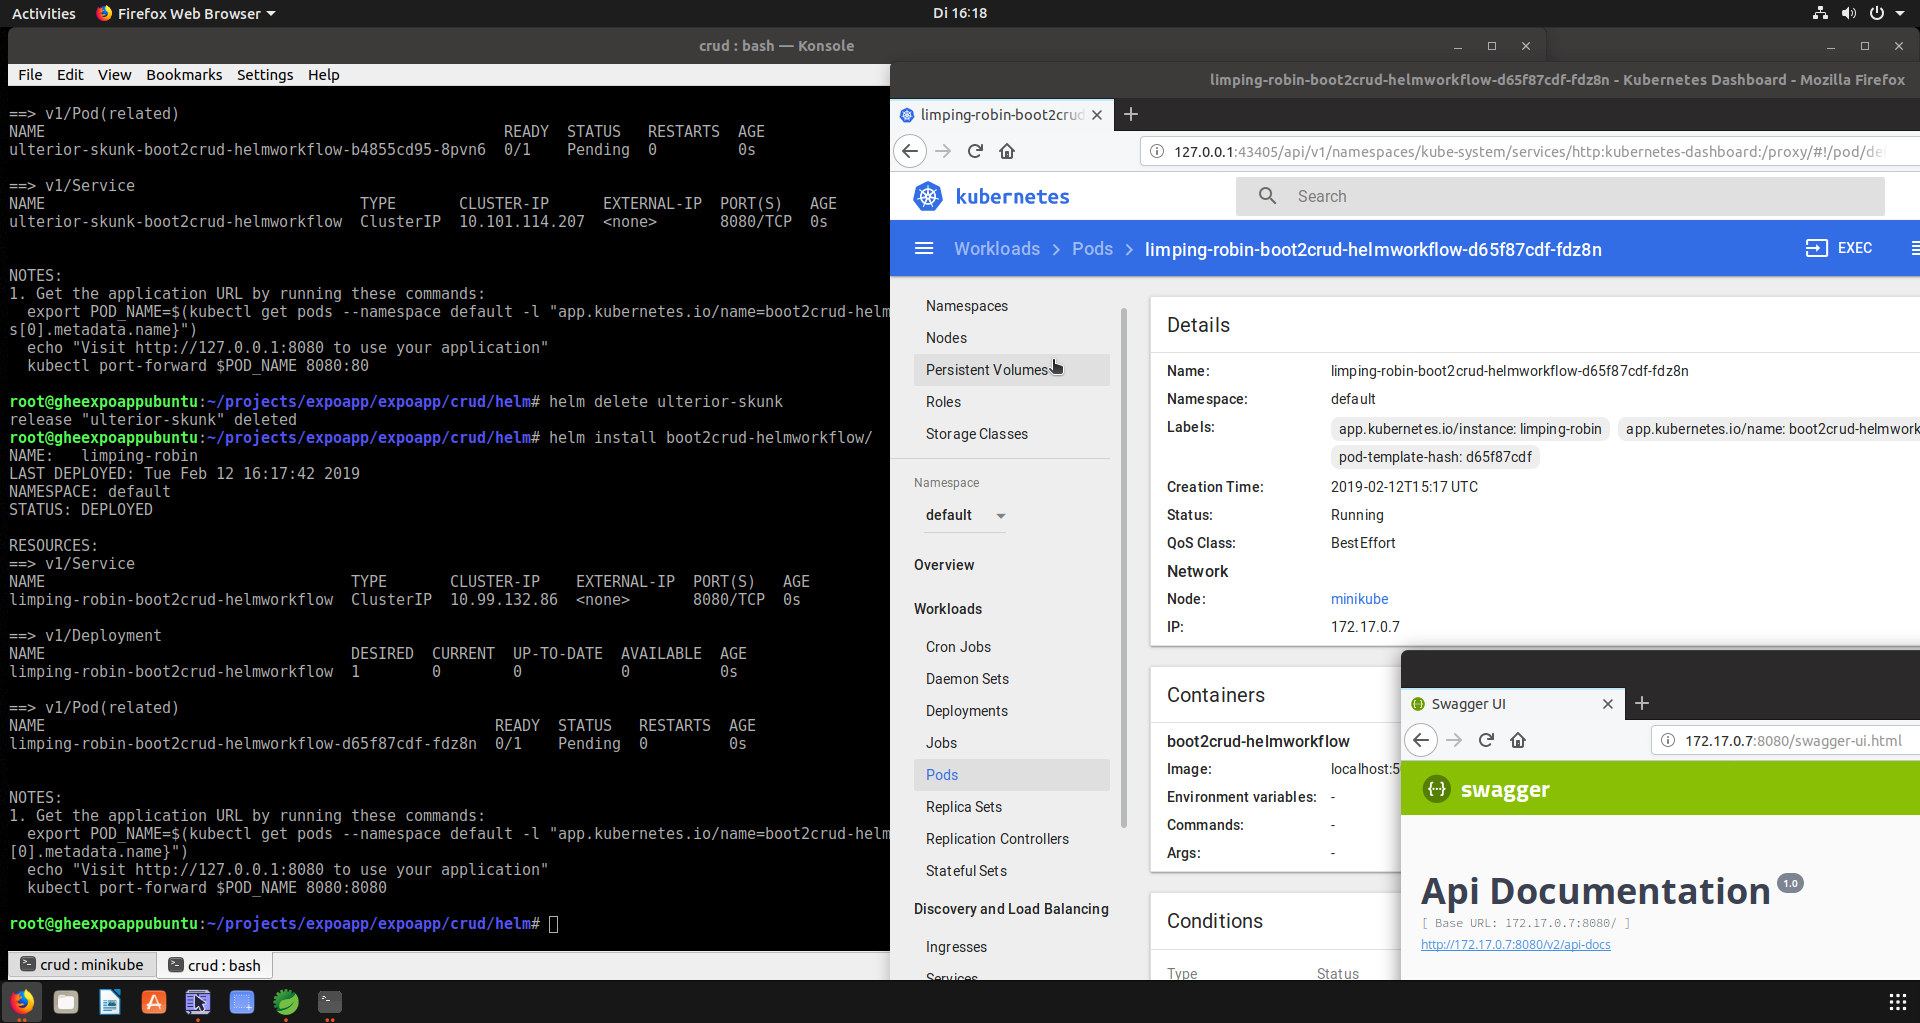 Activities
Firefox Web Browser
Di 16:18
crud : bash — Konsole
File Edit View Bookmarks Settings Help
==> v1/Pod(related)
NAME READY STATUS RESTARTS AGE
ulterior-skunk-boot2crud-helmworkflow-b4855cd95-8pvn6 0/1 Pending 0 0s
==> v1/Service
NAME TYPE CLUSTER-IP EXTERNAL-IP PORT(S) AGE
ulterior-skunk-boot2crud-helmworkflow ClusterIP 10.101.114.207 <none> 8080/TCP 0s
NOTES:
1. Get the application URL by running these commands:
export POD_NAME=$(kubectl get pods --namespace default -l "app.kubernetes.io/name=boot2crud-helm
s[0].metadata.name}")
echo "Visit http://127.0.0.1:8080 to use your application"
kubectl port-forward $POD_NAME 8080:80
root@gheexpoappubuntu:~/projects/expoapp/expoapp/crud/helm# helm delete ulterior-skunk
release "ulterior-skunk" deleted
root@gheexpoappubuntu:~/projects/expoapp/expoapp/crud/helm# helm install boot2crud-helmworkflow/
NAME: limping-robin
LAST DEPLOYED: Tue Feb 12 16:17:42 2019
NAMESPACE: default
STATUS: DEPLOYED
RESOURCES:
==> v1/Service
NAME TYPE CLUSTER-IP EXTERNAL-IP PORT(S) AGE
limping-robin-boot2crud-helmworkflow ClusterIP 10.99.132.86 <none> 8080/TCP 0s
==> v1/Deployment
NAME DESIRED CURRENT UP-TO-DATE AVAILABLE AGE
limping-robin-boot2crud-helmworkflow 1 0 0 0 0s
==> v1/Pod(related)
NAME READY STATUS RESTARTS AGE
limping-robin-boot2crud-helmworkflow-d65f87cdf-fdz8n 0/1 Pending 0 0s
NOTES:
1. Get the application URL by running these commands:
export POD_NAME=$(kubectl get pods --namespace default -l "app.kubernetes.io/name=boot2crud-helm
[0].metadata.name}")
echo "Visit http://127.0.0.1:8080 to use your application"
kubectl port-forward $POD_NAME 8080:8080
root@gheexpoappubuntu:~/projects/expoapp/expoapp/crud/helm#
crud : minikube
crud : bash
limping-robin-boot2crud-helmworkflow-d65f87cdf-fdz8n - Kubernetes Dashboard - Mozilla Firefox
limping-robin-boot2crud
127.0.0.1:43405/api/v1/namespaces/kube-system/services/http:kubernetes-dashboard:/proxy/#!/pod/de
kubernetes
Search
Workloads > Pods > limping-robin-boot2crud-helmworkflow-d65f87cdf-fdz8n
EXEC
Namespaces
Nodes
Persistent Volumes
Roles
Storage Classes
Namespace
default
Overview
Workloads
Cron Jobs
Daemon Sets
Deployments
Jobs
Pods
Replica Sets
Replication Controllers
Stateful Sets
Discovery and Load Balancing
Ingresses
Services
Details
Name: limping-robin-boot2crud-helmworkflow-d65f87cdf-fdz8n
Namespace: default
Labels: app.kubernetes.io/instance: limping-robin app.kubernetes.io/name: boot2crud-helmwork
pod-template-hash: d65f87cdf
Creation Time: 2019-02-12T15:17 UTC
Status: Running
QoS Class: BestEffort
Network
Node: minikube
IP: 172.17.0.7
Containers
boot2crud-helmworkflow
Image: localhost:5
Environment variables: -
Commands: -
Args: -
Conditions
Type Status
Swagger UI
172.17.0.7:8080/swagger-ui.html
swagger
Api Documentation 1.0
[ Base URL: 172.17.0.7:8080/ ]
http://172.17.0.7:8080/v2/api-docs